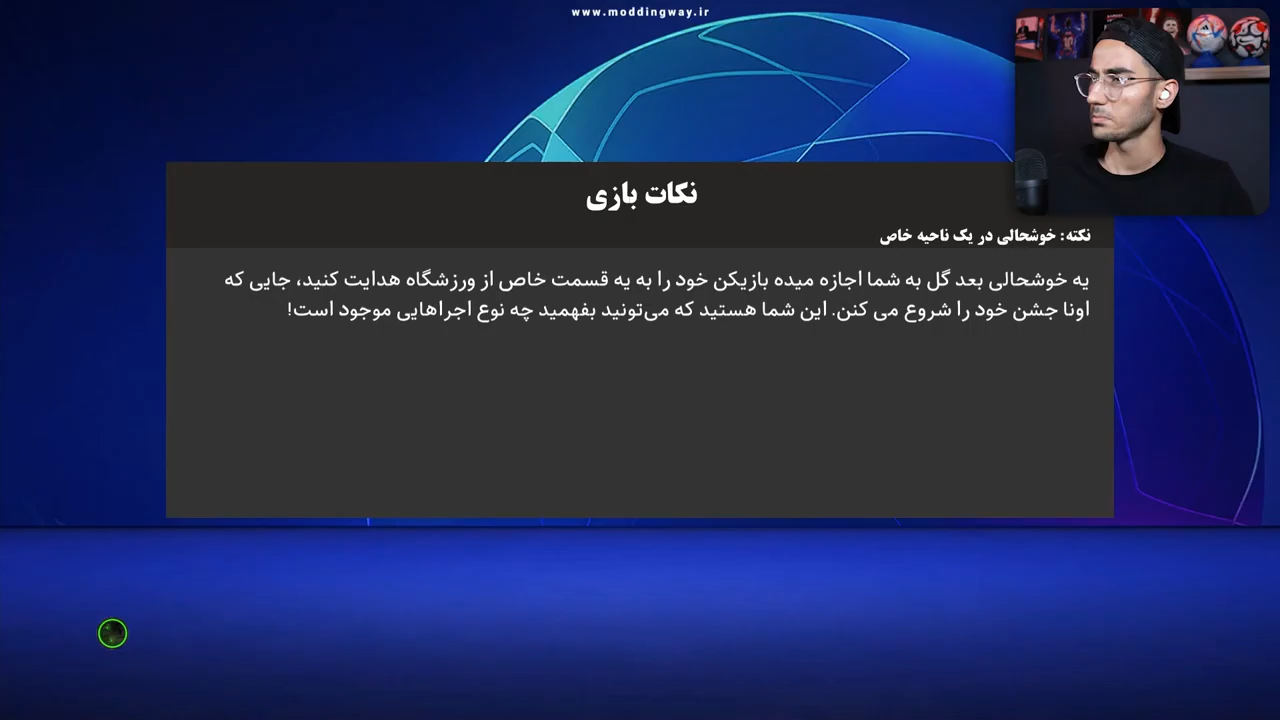 www.moddingway.ir
نکات بازی
نکته: خوشحالی در یک ناحیه خاص
یه خوشحالی بعد گل به شما اجازه میده بازیکن خود را به یه قسمت خاص از ورزشگاه هدایت کنید، جایی که
اونا جشن خود را شروع می کنن. این شما هستید که می‌تونید بفهمید چه نوع اجراهایی موجود است!